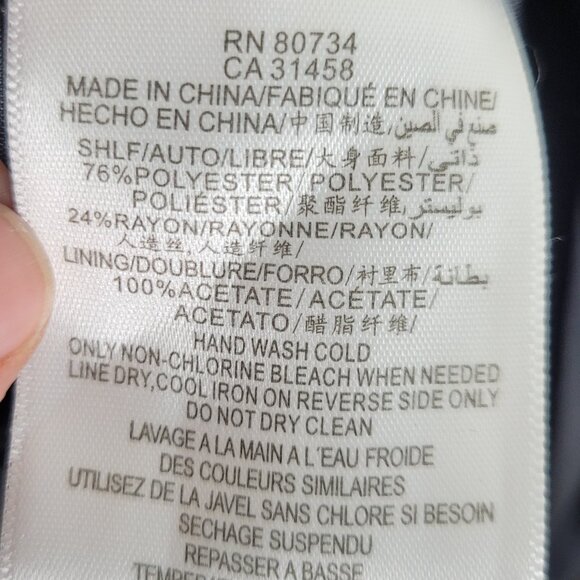 RN 80734
CA 31458
MADE IN CHINA/FABIQUÉ EN CHINE/
HECHO EN CHINA/中国制造/صنع في الصين
SHLF/AUTO/LIBRE/大身面料/ذاتي/
76%POLYESTER/POLYESTER/
POLIÉSTER/聚酯纤维/بوليستر
24%RAYON/RAYONNE/RAYON/
人造丝,人造纤维/
LINING/DOUBLURE/FORRO/衬里布/بطانة/
100%ACETATE/ACÉTATE/
ACETATO/醋脂纤维/
HAND WASH COLD
ONLY NON-CHLORINE BLEACH WHEN NEEDED
LINE DRY,COOL IRON ON REVERSE SIDE ONLY
DO NOT DRY CLEAN
LAVAGE A LA MAIN A L'EAU FROIDE
DES COULEURS SIMILAIRES
UTILISEZ DE LA JAVEL SANS CHLORE SI BESOIN
SECHAGE SUSPENDU
REPASSER A BASSE